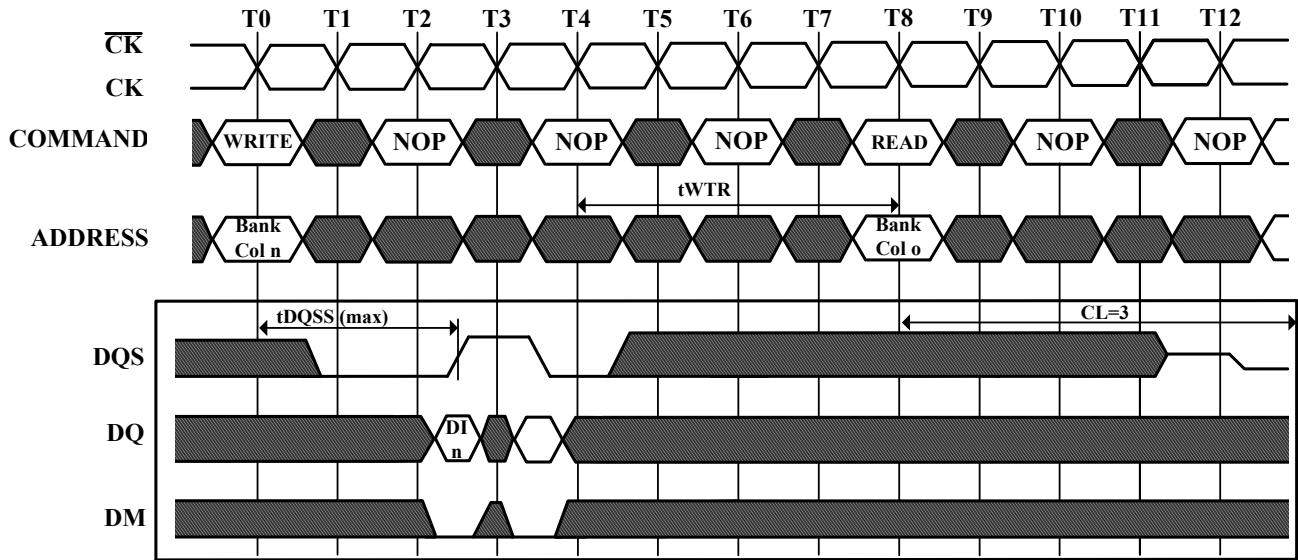 T0 T1 T2 T3 T4 T5 T6 T7 T8 T9 T10 T11 T12
CK
CK
COMMAND WRITE NOP NOP NOP READ NOP NOP
tWTR
ADDRESS Bank Col n Bank Col o
tDQSS (max) CL=3
DQS
DQ DI n
DM